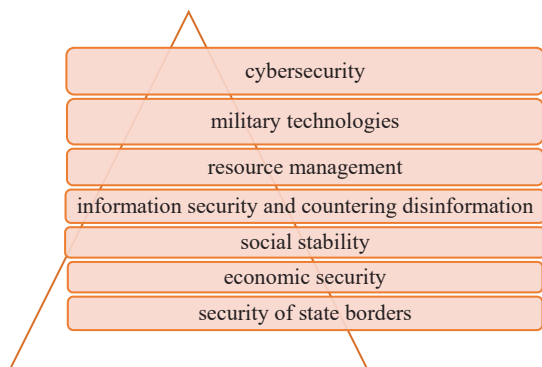 cybersecurity
military technologies
resource management
information security and countering disinformation
social stability
economic security
security of state borders